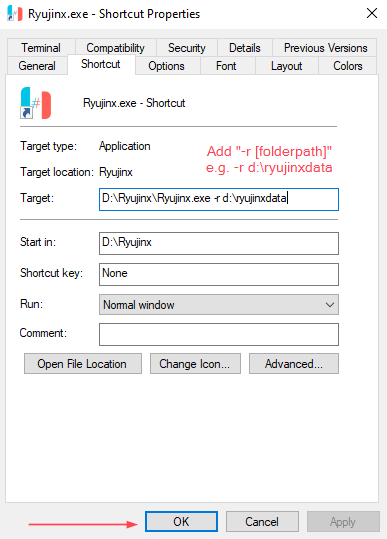 Ryujinx.exe - Shortcut Properties
Terminal Compatibility Security Details Previous Versions
General Shortcut Options Font Layout Colors
#
Ryujinx.exe - Shortcut
Target type: Application
Add "-r [folderpath]"
e.g. -r d:\ryujinxdata
Target location: Ryujinx
Target: D:\Ryujinx\Ryujinx.exe -r d:\ryujinxdata
Start in: D:\Ryujinx
Shortcut key: None
Run: Normal window
Comment:
Open File Location Change Icon... Advanced...
OK Cancel Apply